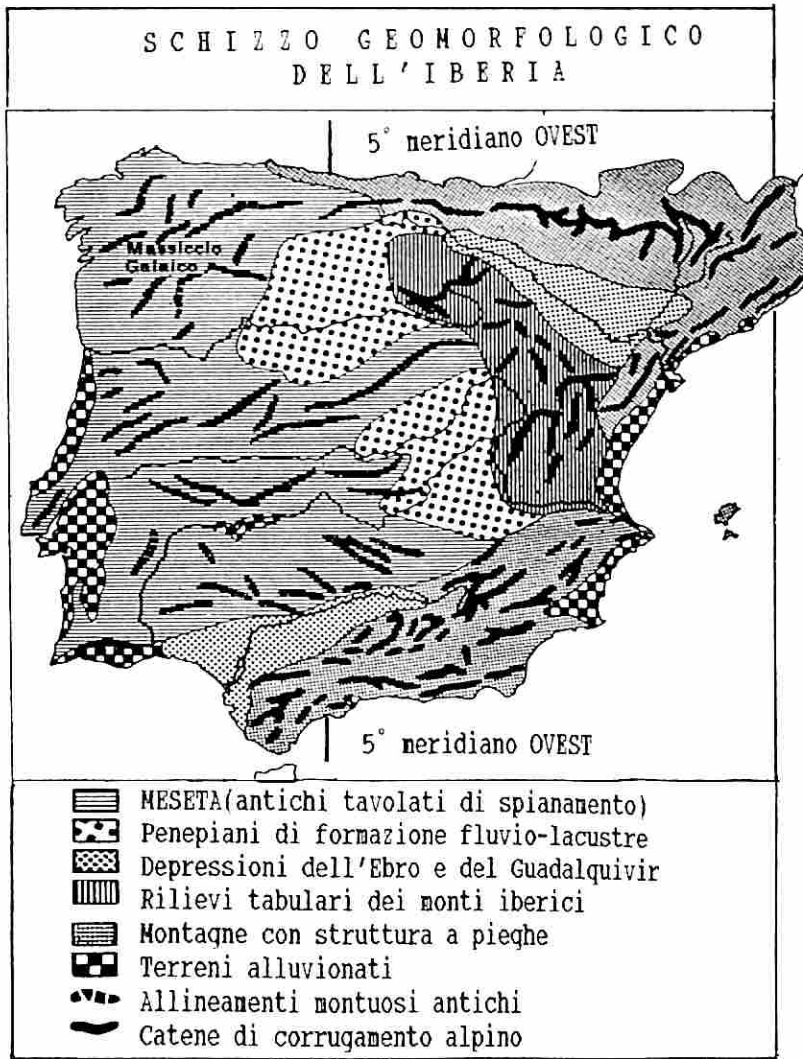 SCHIZZO GEOMORFOLOGICO
DELL'IBERIA
5° meridiano OVEST
Massiccio
Galaico
5° meridiano OVEST
MESETA(antichi tavolati di spianamento)
Penepiani di formazione fluvio-lacustre
Depressioni dell'Ebro e del Guadalquivir
Rilievi tabulari dei monti iberici
Montagne con struttura a pieghe
Terreni alluvionati
Allineamenti montuosi antichi
Catene di corrugamento alpino